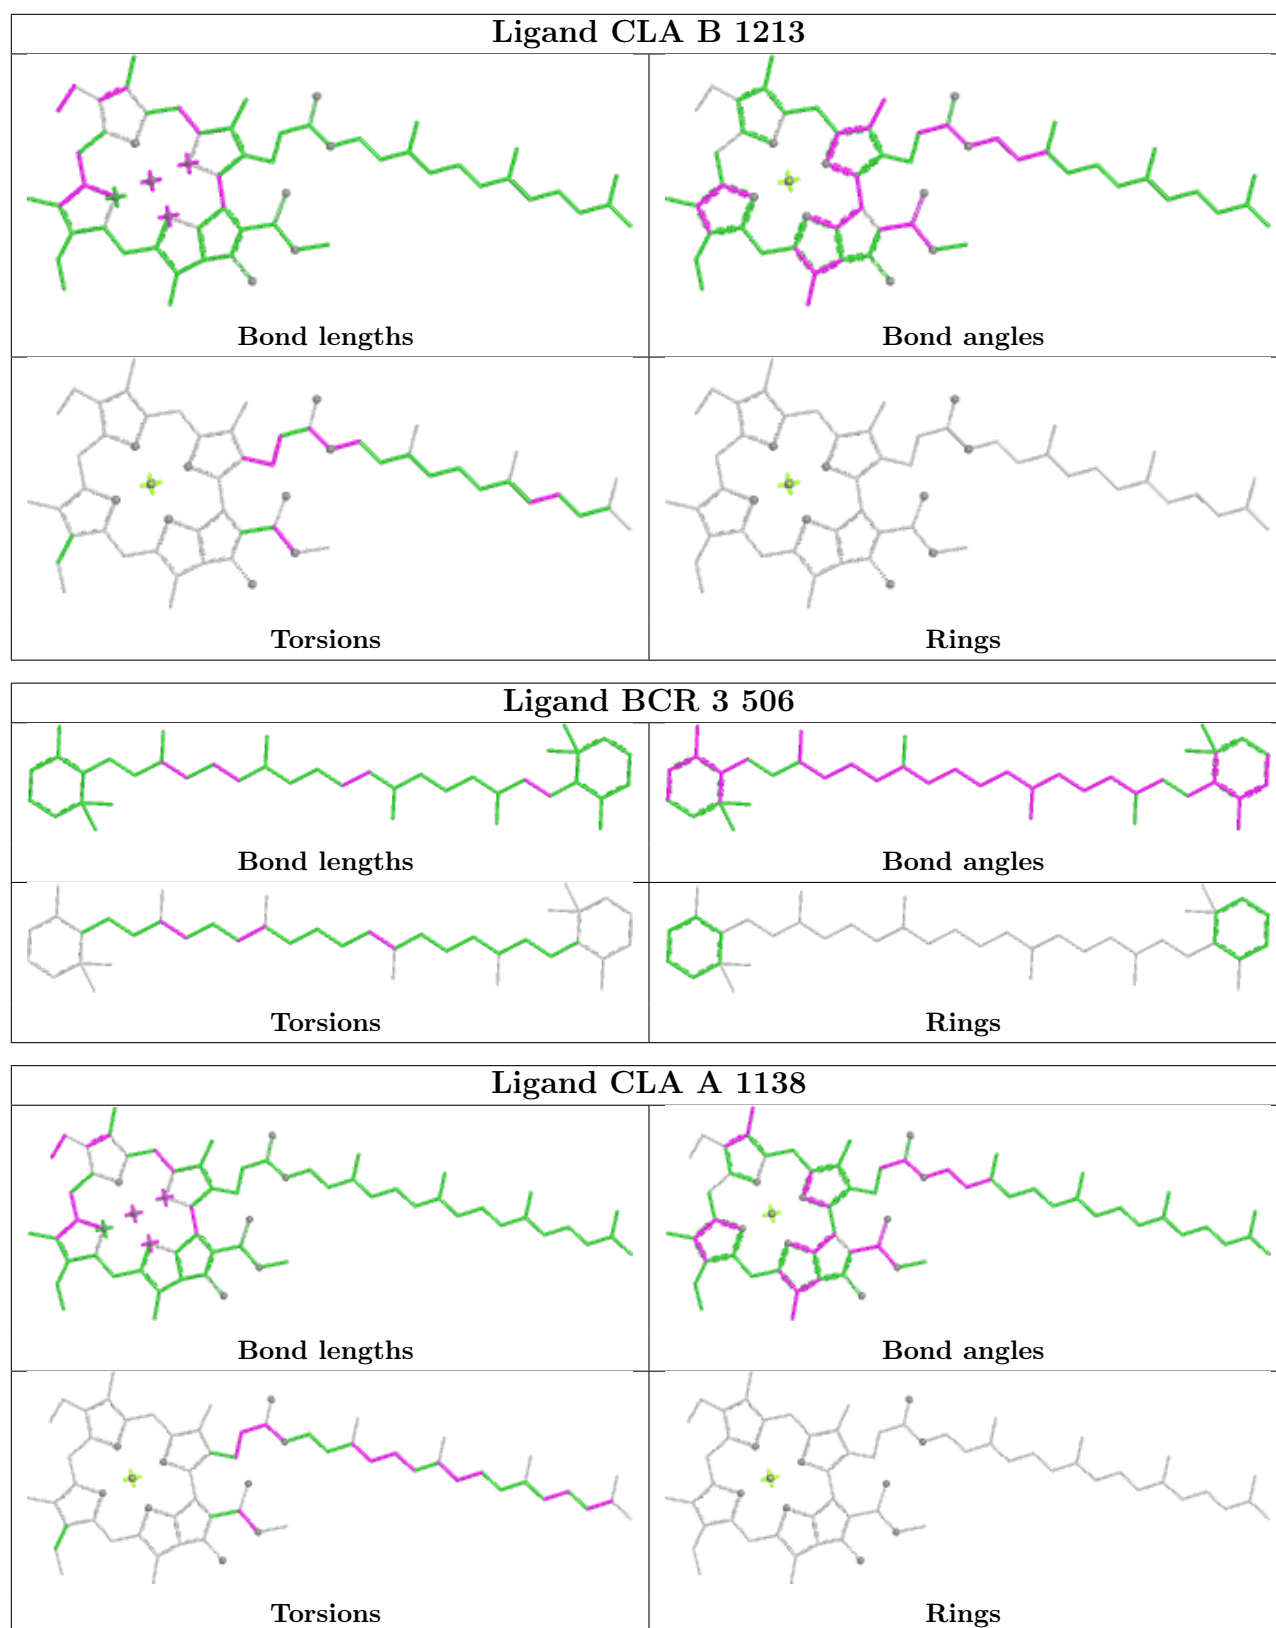 Ligand CLA B 1213
Bond lengths
Bond angles
Torsions
Rings
Ligand BCR 3 506
Bond lengths
Bond angles
Torsions
Rings
Ligand CLA A 1138
Bond lengths
Bond angles
Torsions
Rings